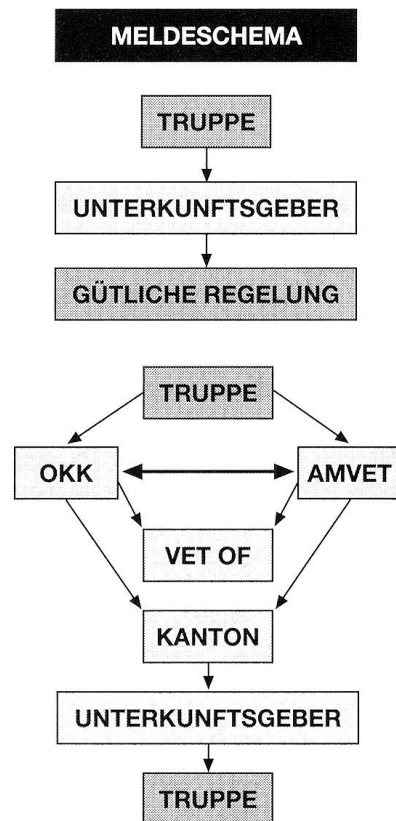 MELDESCHEMA
TRUPPE
UNTERKUNFTSGEBER
GÜTLICHE REGELUNG
TRUPPE
OKK
AMVET
VET OF
KANTON
UNTERKUNFTSGEBER
TRUPPE